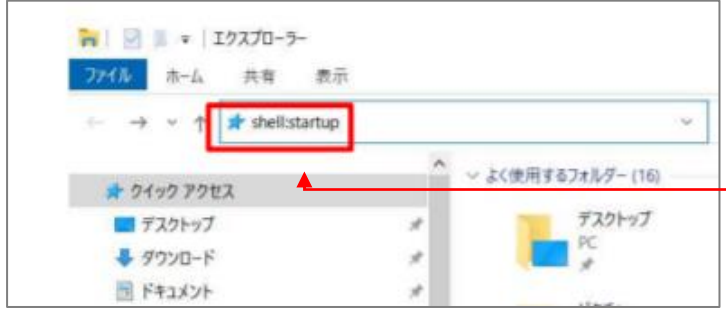 エクスプローラー
ファイル ホーム 共有 表示
shell:startup
クイック アクセス
デスクトップ
ダウンロード
ドキュメント
よく使用するフォルダー (16)
デスクトップ
PC